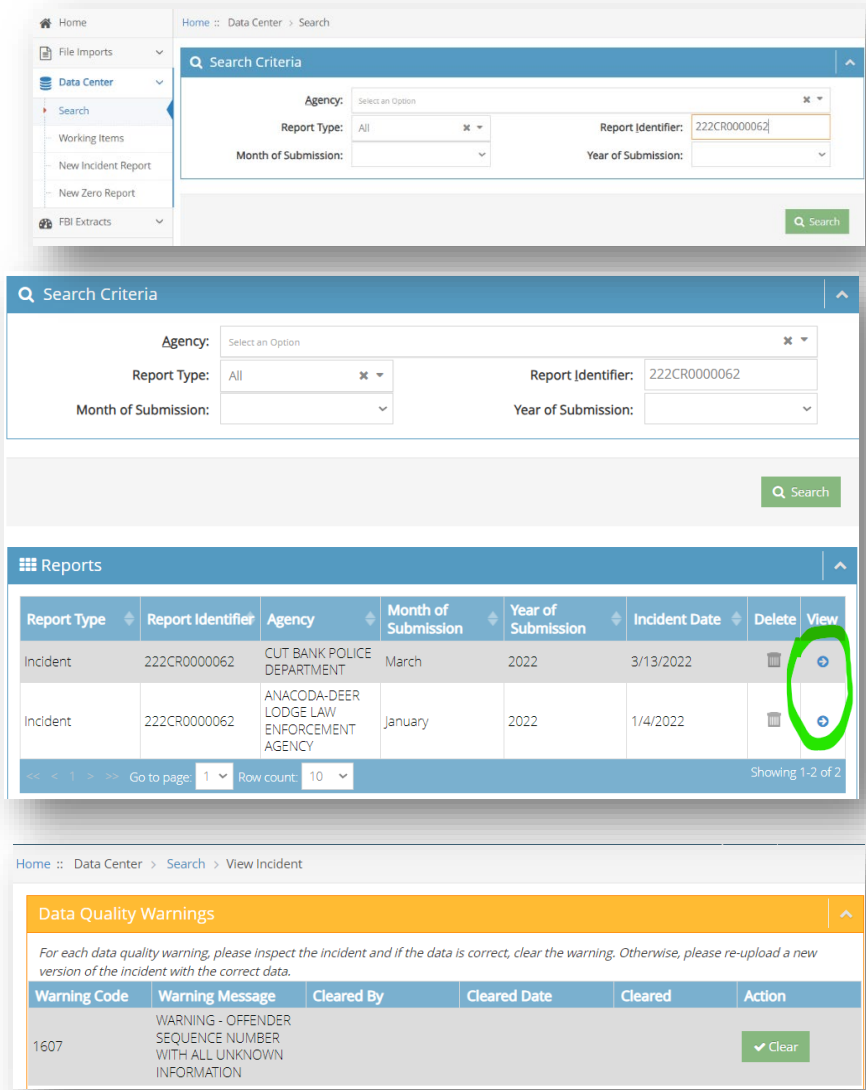 Home
File Imports
Data Center
Search
Working Items
New Incident Report
New Zero Report
FBI Extracts
Home :: Data Center > Search
Search Criteria
Agency: Select an Option
Report Type: All Report Identifier: 222CR0000062
Month of Submission: Year of Submission:
Search
Search Criteria
Agency: Select an Option
Report Type: All Report Identifier: 222CR0000062
Month of Submission: Year of Submission:
Search
Reports
Report Type Report Identifier Agency Month of Submission Year of Submission Incident Date Delete View
Incident 222CR0000062 CUT BANK POLICE DEPARTMENT March 2022 3/13/2022
Incident 222CR0000062 ANACODA-DEER LODGE LAW ENFORCEMENT AGENCY January 2022 1/4/2022
<< < 1 > >> Go to page: 1 Row count: 10 Showing 1-2 of 2
Home :: Data Center > Search > View Incident
Data Quality Warnings
For each data quality warning, please inspect the incident and if the data is correct, clear the warning. Otherwise, please re-upload a new
version of the incident with the correct data.
Warning Code Warning Message Cleared By Cleared Date Cleared Action
1607 WARNING - OFFENDER SEQUENCE NUMBER WITH ALL UNKNOWN INFORMATION Clear